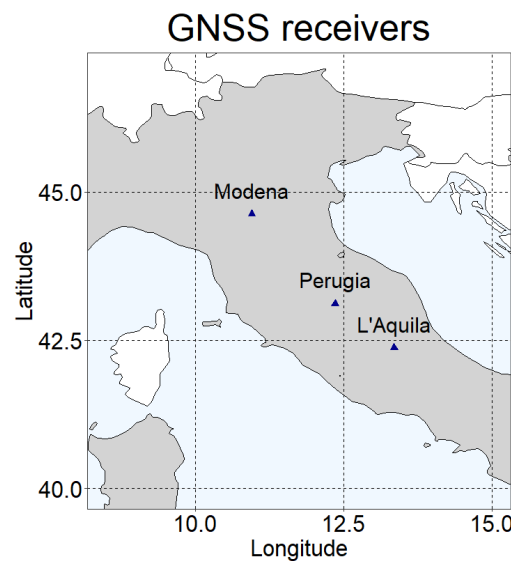 GNSS receivers
Modena
45.0
Perugia
L'Aquila
42.5
40.0
Latitude
10.0
12.5
15.0
Longitude